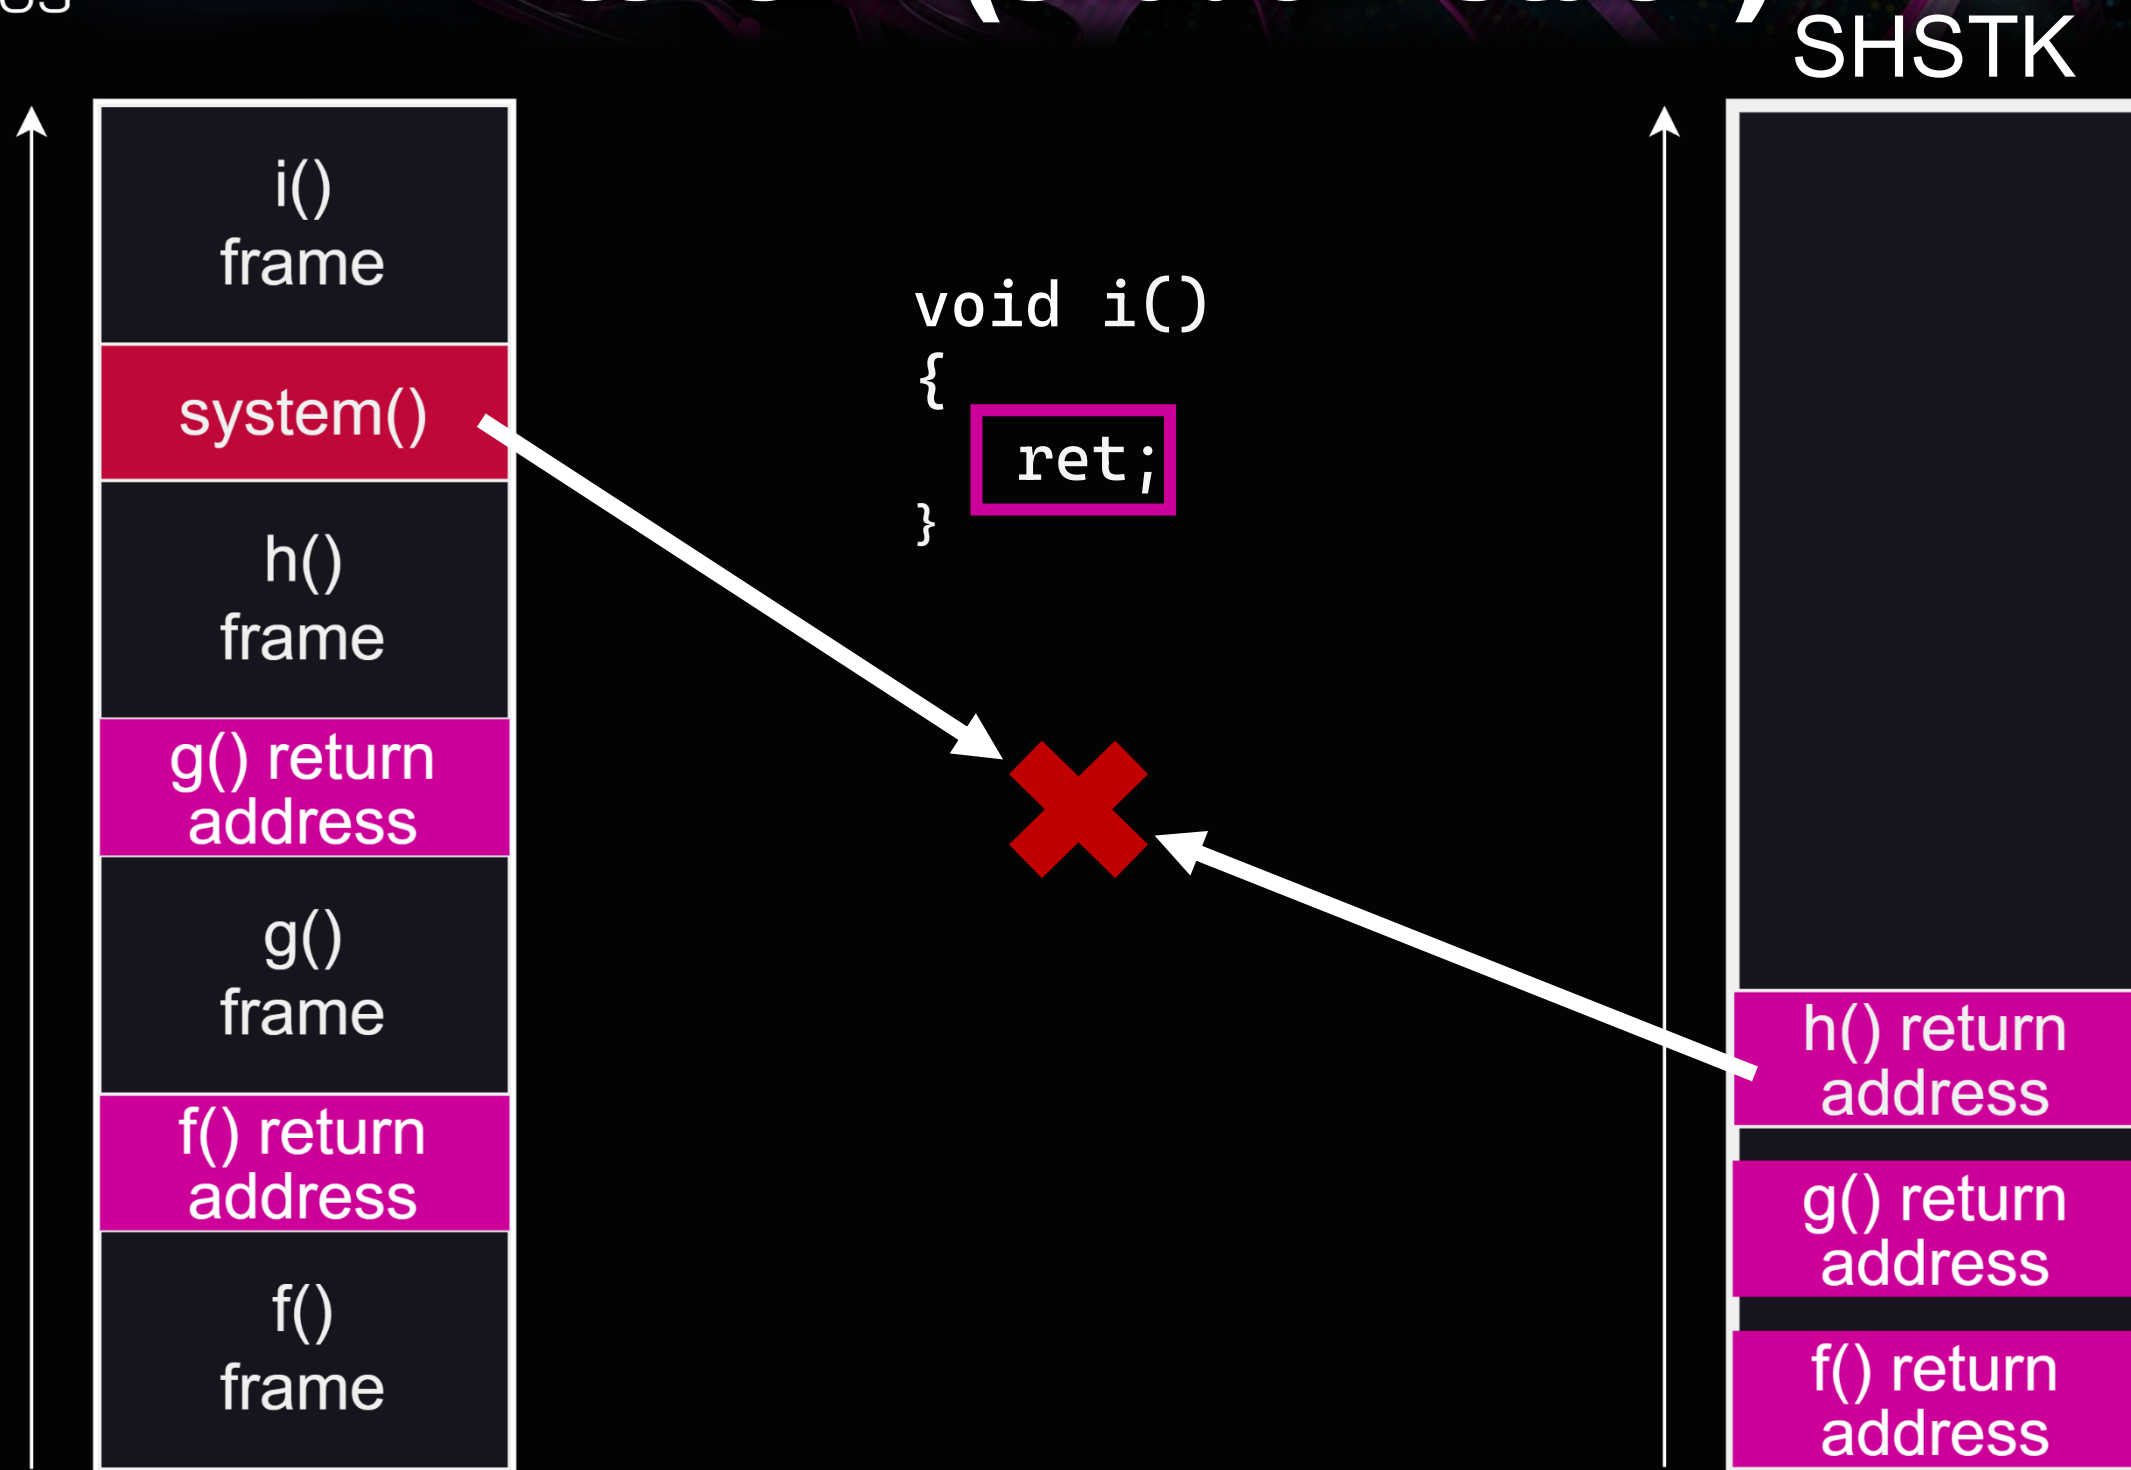 SHSTK
i()
frame
system()
h()
frame
g() return
address
g()
frame
f() return
address
f()
frame
void i()
{
ret;
}
h() return
address
g() return
address
f() return
address